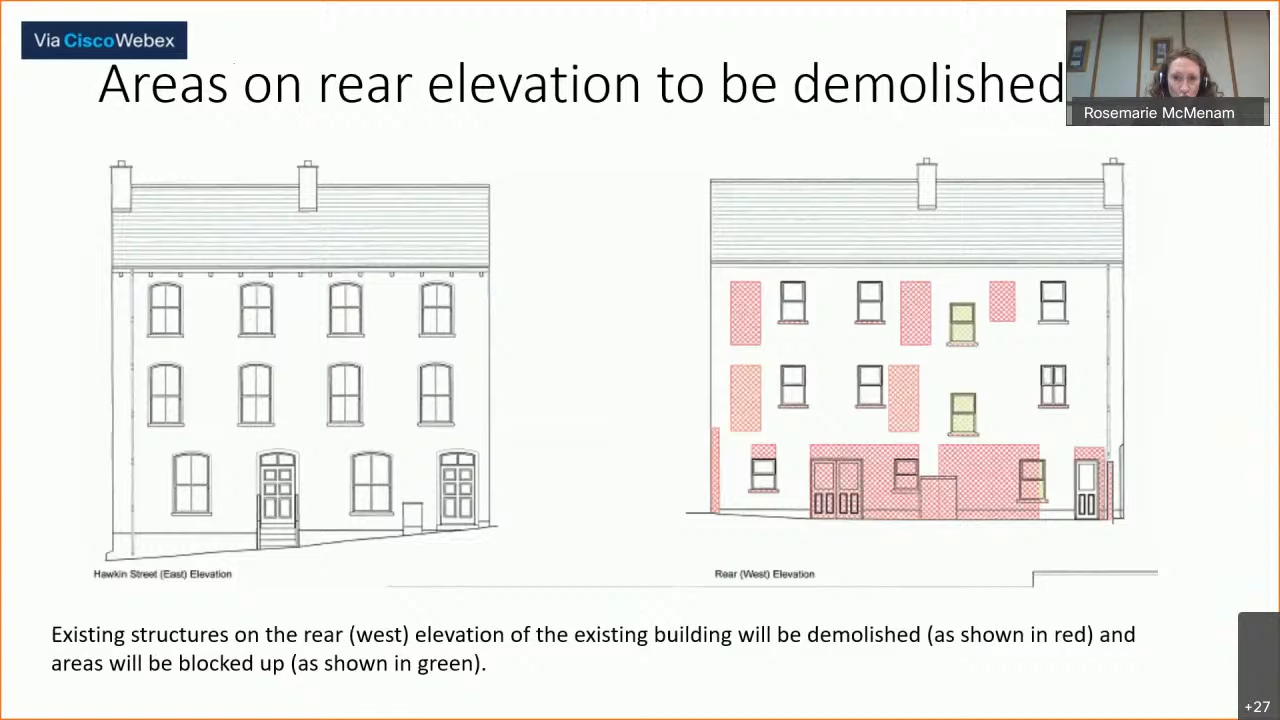 Via CiscoWebex
Areas on rear elevation to be demolished
Rosemarie McMenam
Hawkin Street (East) Elevation
Rear (West) Elevation
Existing structures on the rear (west) elevation of the existing building will be demolished (as shown in red) and
areas will be blocked up (as shown in green).
+27